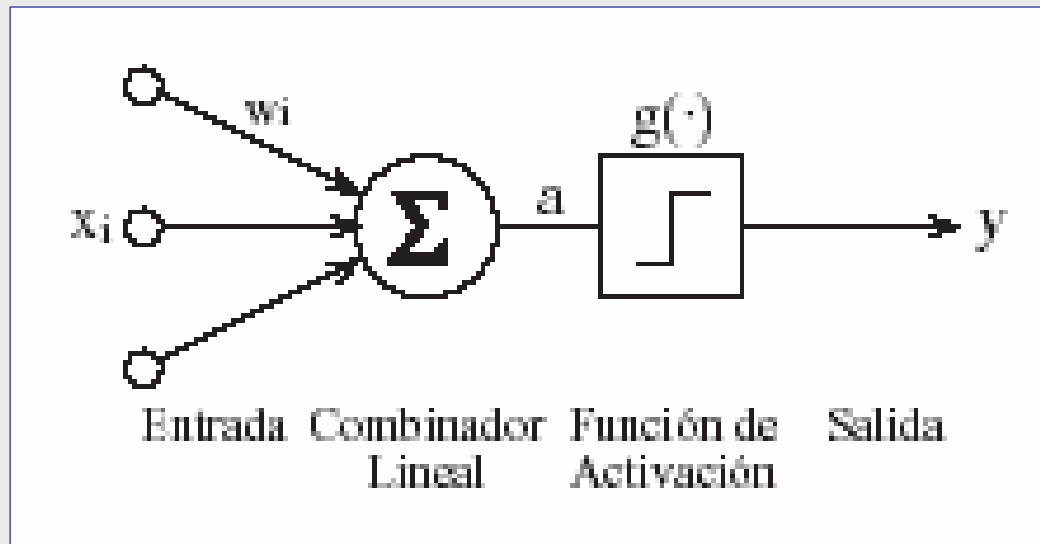 wi
g(·)
xi
Σ
a
y
Entrada Combinador Lineal Función de Activación Salida